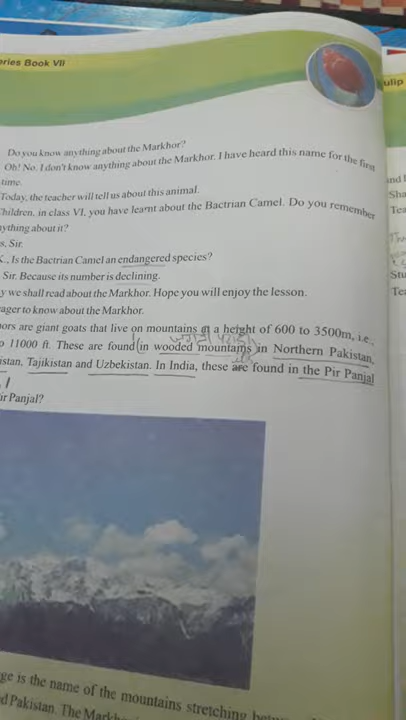 eries Book VII
ulip
Do you know anything about the Markhor?
Oh! No. I don't know anything about the Markhor. I have heard this name for the first
time.
Today, the teacher will tell us about this animal.
Children, in class VI, you have learnt about the Bactrian Camel. Do you remember
nything about it?
s, Sir.
K., Is the Bactrian Camel an endangered species?
Sir. Because its number is declining.
y we shall read about the Markhor. Hope you will enjoy the lesson.
ager to know about the Markhor.
ors are giant goats that live on mountains at a height of 600 to 3500m, i.e.,
o 11000 ft. These are found (in wooded mountains) in Northern Pakistan,
istan, Tajikistan and Uzbekistan. In India, these are found in the Pir Panjal
ir Panjal?
ge is the name of the mountains stretching
d Pakistan. The
nd
Sha
Tea
Stu
Te